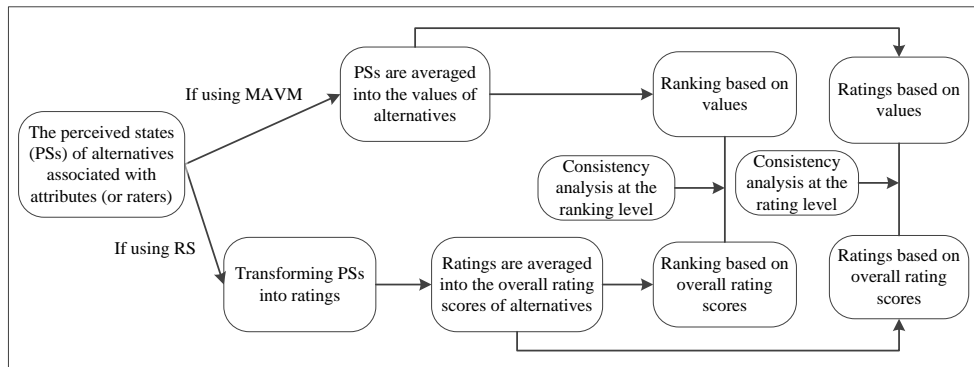 The perceived states
(PSs) of alternatives
associated with
attributes (or raters)
If using MAVM
If using RS
PSs are averaged
into the values of
alternatives
Ranking based on
values
Ratings based on
values
Consistency
analysis at the
ranking level
Consistency
analysis at the
rating level
Transforming PSs
into ratings
Ratings are averaged
into the overall rating
scores of alternatives
Ranking based on
overall rating
scores
Ratings based on
overall rating
scores